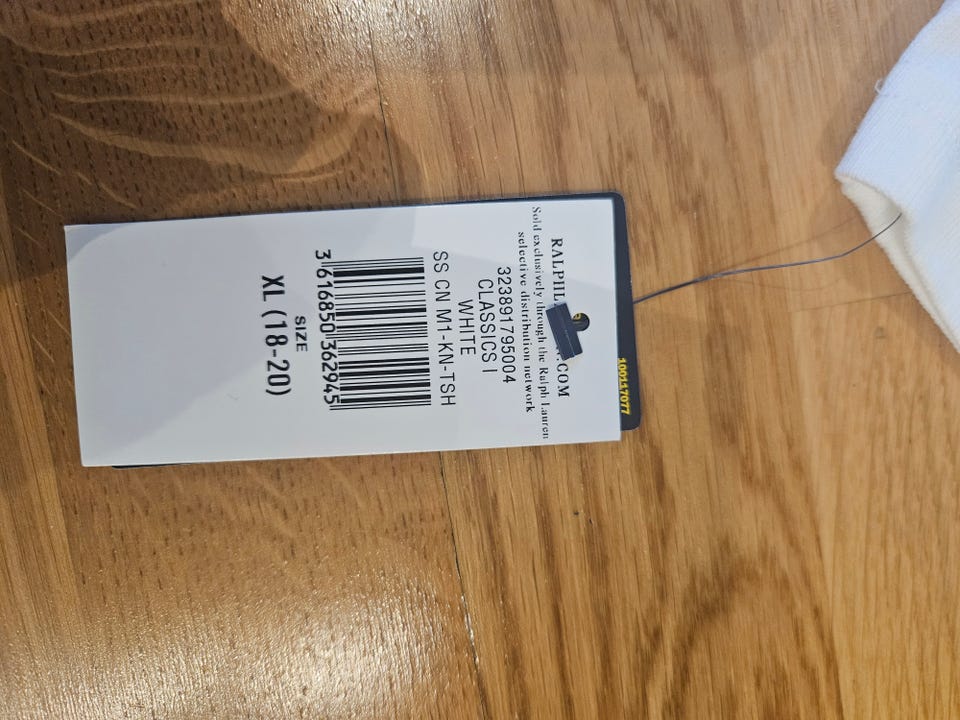 RALPHL .COM
Sold exclusively through the Ralph Lauren
selective distribution network
323891795004
CLASSICS I
WHITE
SS CN M1-KN-TSH
3 616850 362945
SIZE
XL (18-20)
100117077